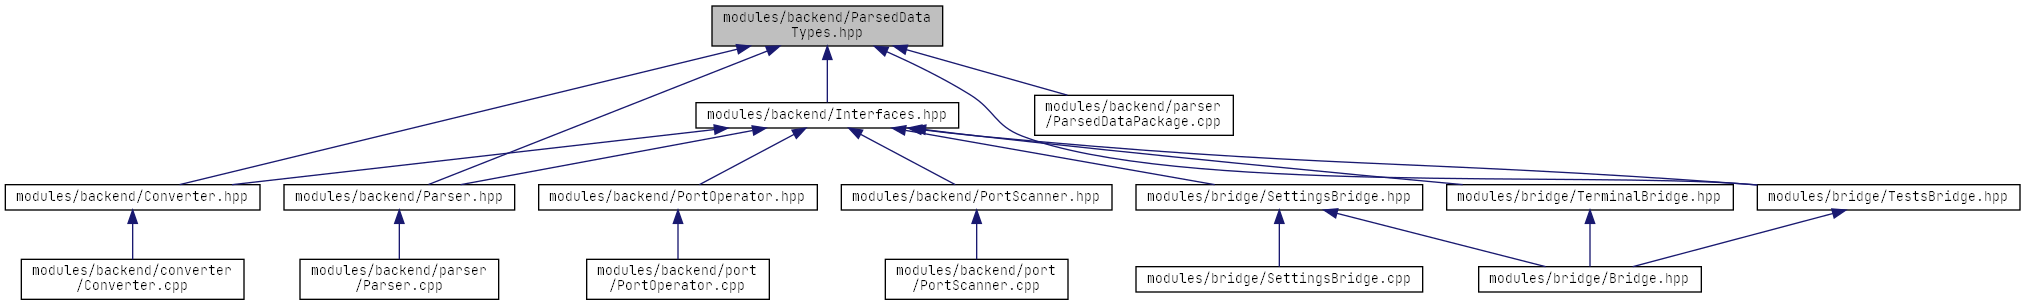 modules/backend/ParsedData
Types.hpp
modules/backend/Interfaces.hpp
modules/backend/parser
/ParsedDataPackage.cpp
modules/backend/Converter.hpp
modules/backend/Parser.hpp
modules/backend/PortOperator.hpp
modules/backend/PortScanner.hpp
modules/bridge/SettingsBridge.hpp
modules/bridge/TerminalBridge.hpp
modules/bridge/TestsBridge.hpp
modules/backend/converter
/Converter.cpp
modules/backend/parser
/Parser.cpp
modules/backend/port
/PortOperator.cpp
modules/backend/port
/PortScanner.cpp
modules/bridge/SettingsBridge.cpp
modules/bridge/Bridge.hpp